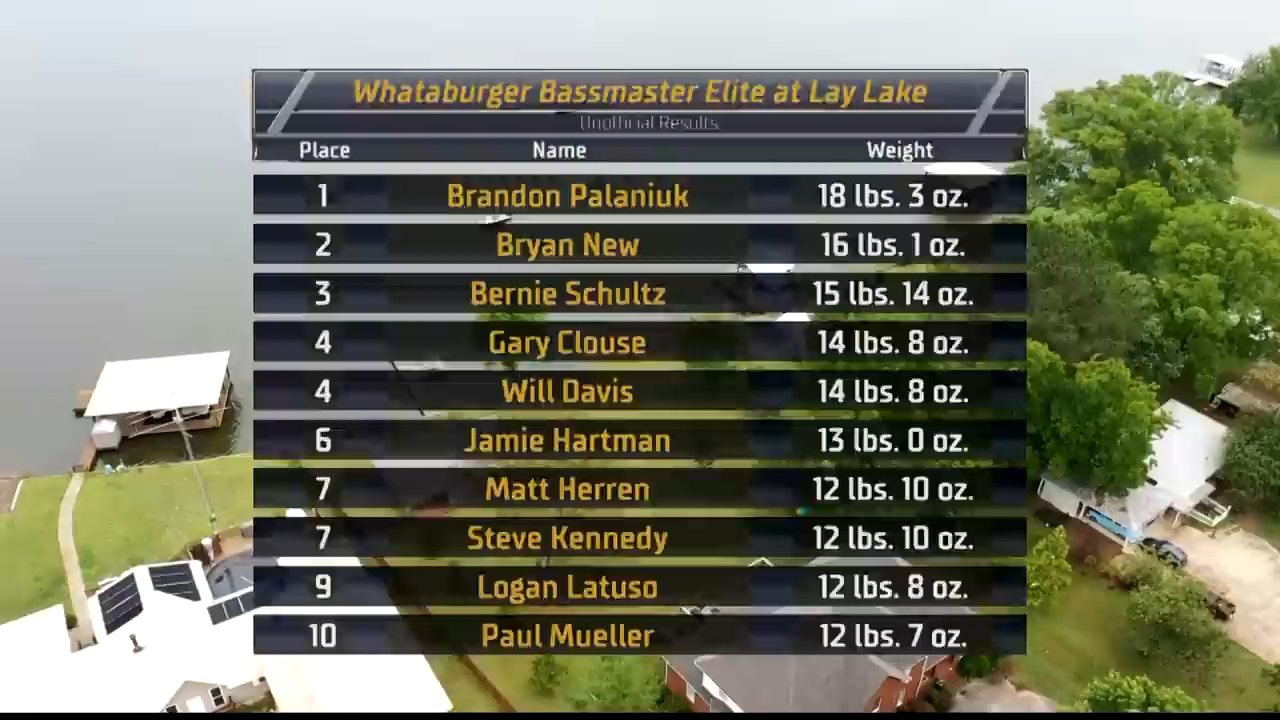 Whataburger Bassmaster Elite at Lay Lake
Unofficial Results
Place Name Weight
1 Brandon Palaniuk 18 lbs. 3 oz.
2 Bryan New 16 lbs. 1 oz.
3 Bernie Schultz 15 lbs. 14 oz.
4 Gary Clouse 14 lbs. 8 oz.
4 Will Davis 14 lbs. 8 oz.
6 Jamie Hartman 13 lbs. 0 oz.
7 Matt Herren 12 lbs. 10 oz.
7 Steve Kennedy 12 lbs. 10 oz.
9 Logan Latuso 12 lbs. 8 oz.
10 Paul Mueller 12 lbs. 7 oz.